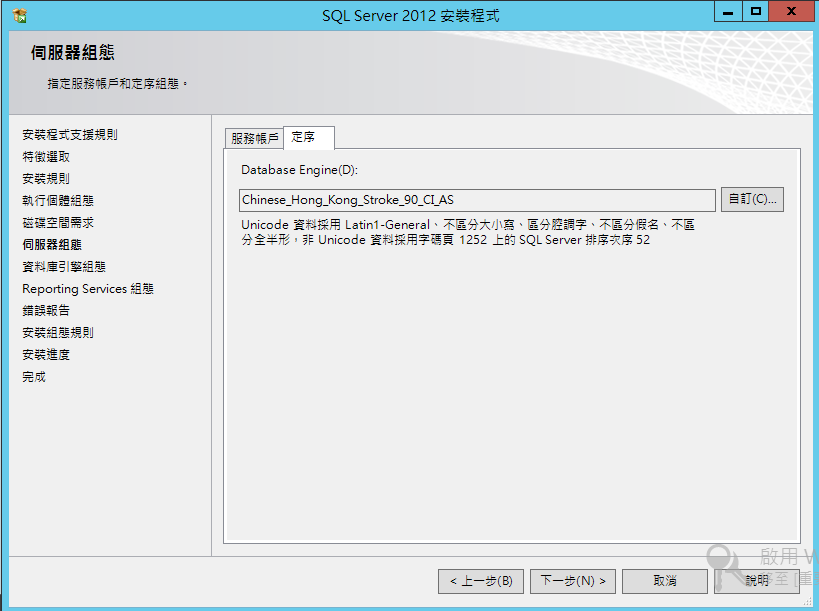 SQL Server 2012 安裝程式
伺服器組態
指定服務帳戶和定序組態。
安裝程式支援規則
特徵選取
安裝規則
執行個體組態
磁碟空間需求
伺服器組態
資料庫引擎組態
Reporting Services 組態
錯誤報告
安裝組態規則
安裝進度
完成
服務帳戶 定序
Database Engine(D):
Chinese_Hong_Kong_Stroke_90_CI_AS 自訂(C)...
Unicode 資料採用 Latin1-General、不區分大小寫、區分腔調字、不區分假名、不區
分全半形，非 Unicode 資料採用字碼頁 1252 上的 SQL Server 排序次序 52
啟用 W
移至 [重
< 上一步(B) 下一步(N) > 取消 說明